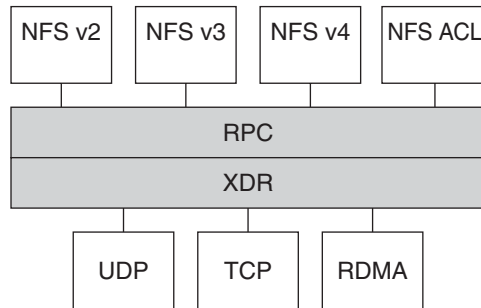 NFS v2 NFS v3 NFS v4 NFS ACL
RPC
XDR
UDP TCP RDMA